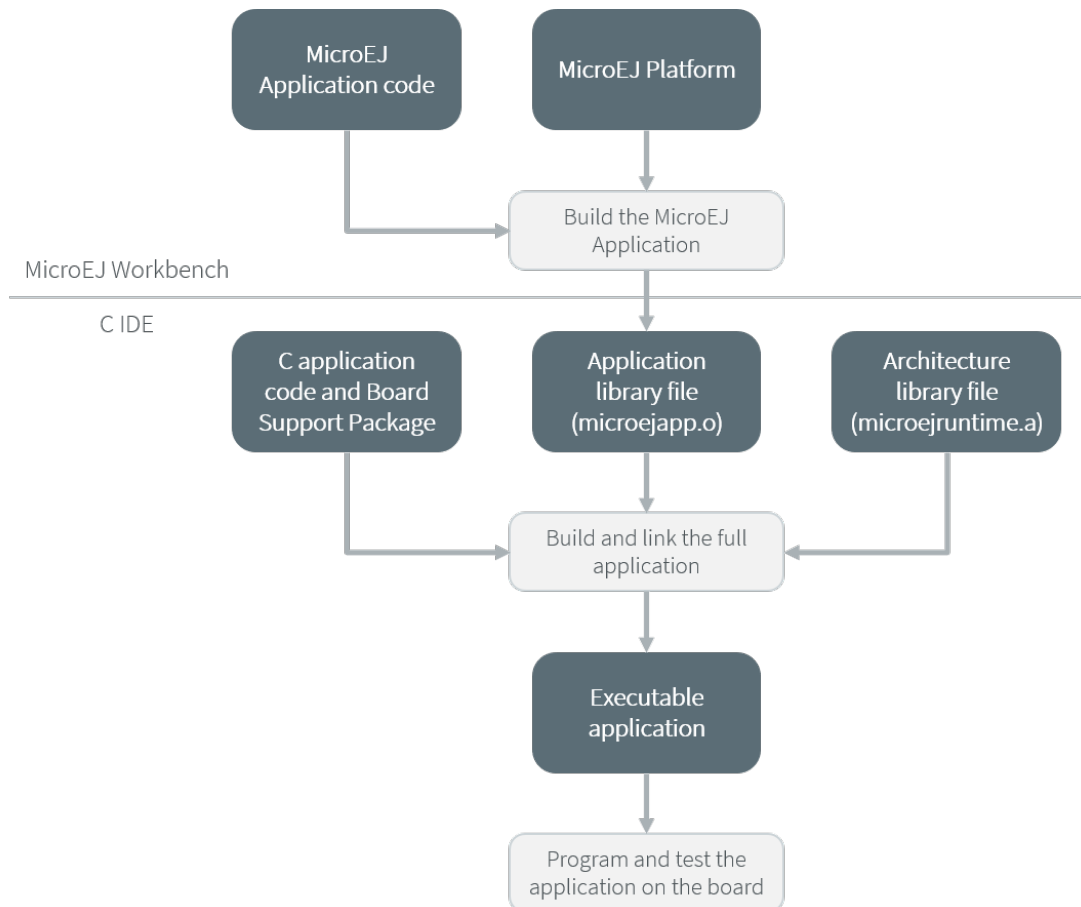 MicroEJ
Application code
MicroEJ Platform
Build the MicroEJ
Application
MicroEJ Workbench
C IDE
C application
code and Board
Support Package
Application
library file
(microejapp.o)
Architecture
library file
(microejruntime.a)
Build and link the full
application
Executable
application
Program and test the
application on the board